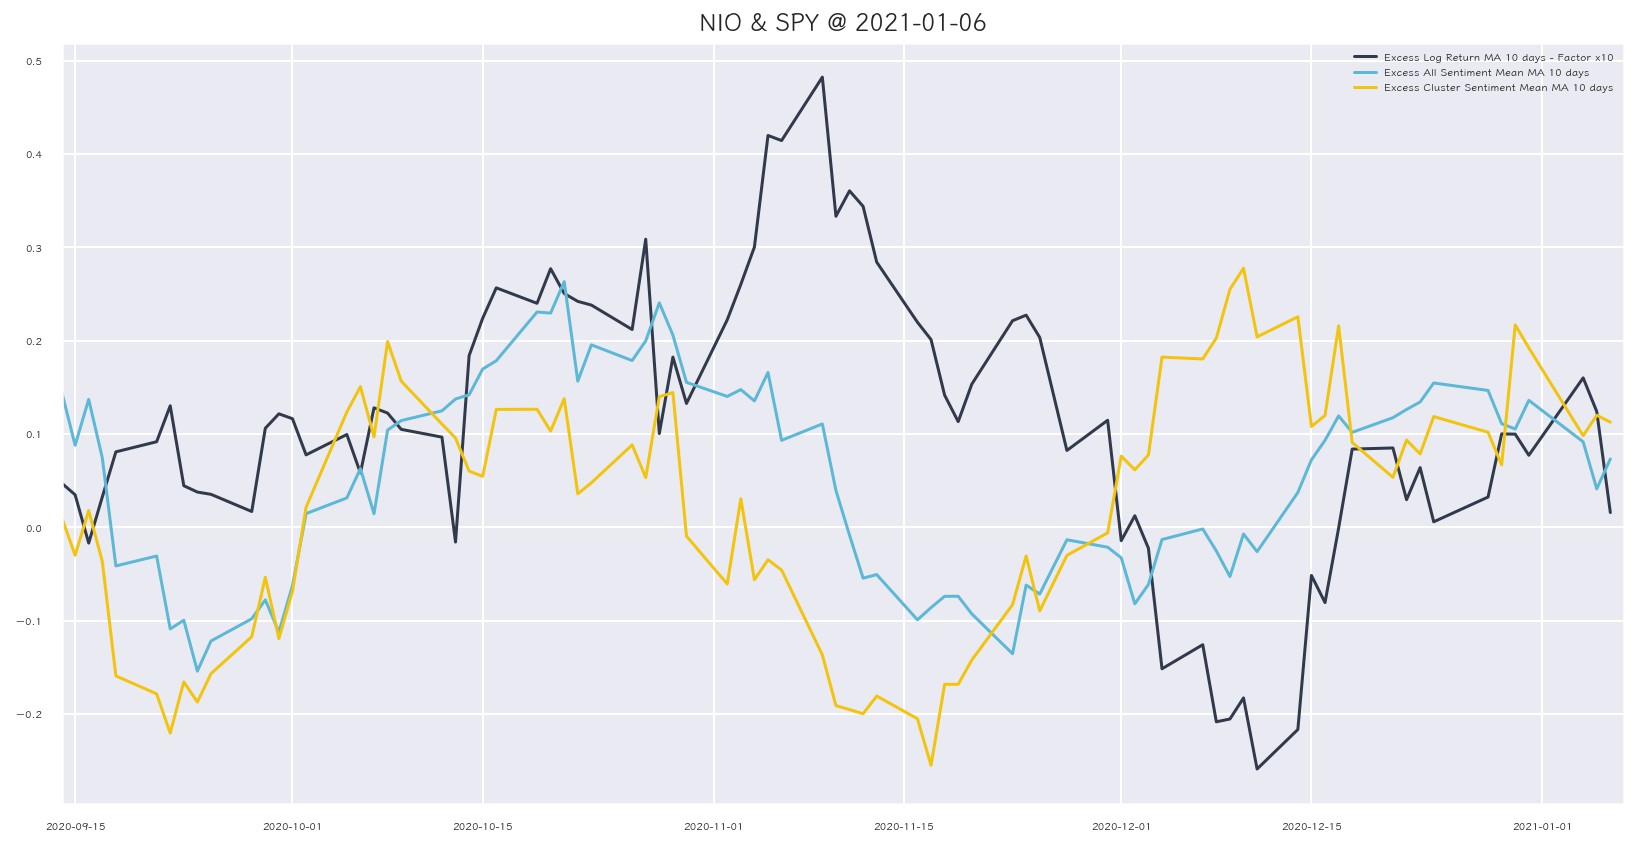 NIO & SPY @ 2021-01-06
Excess Log Return MA 10 days - Factor x10
Excess All Sentiment Mean MA 10 days
Excess Cluster Sentiment Mean MA 10 days
0.5
0.4
0.3
0.2
0.1
0.0
−0.1
−0.2
2020-09-15 2020-10-01 2020-10-15 2020-11-01 2020-11-15 2020-12-01 2020-12-15 2021-01-01